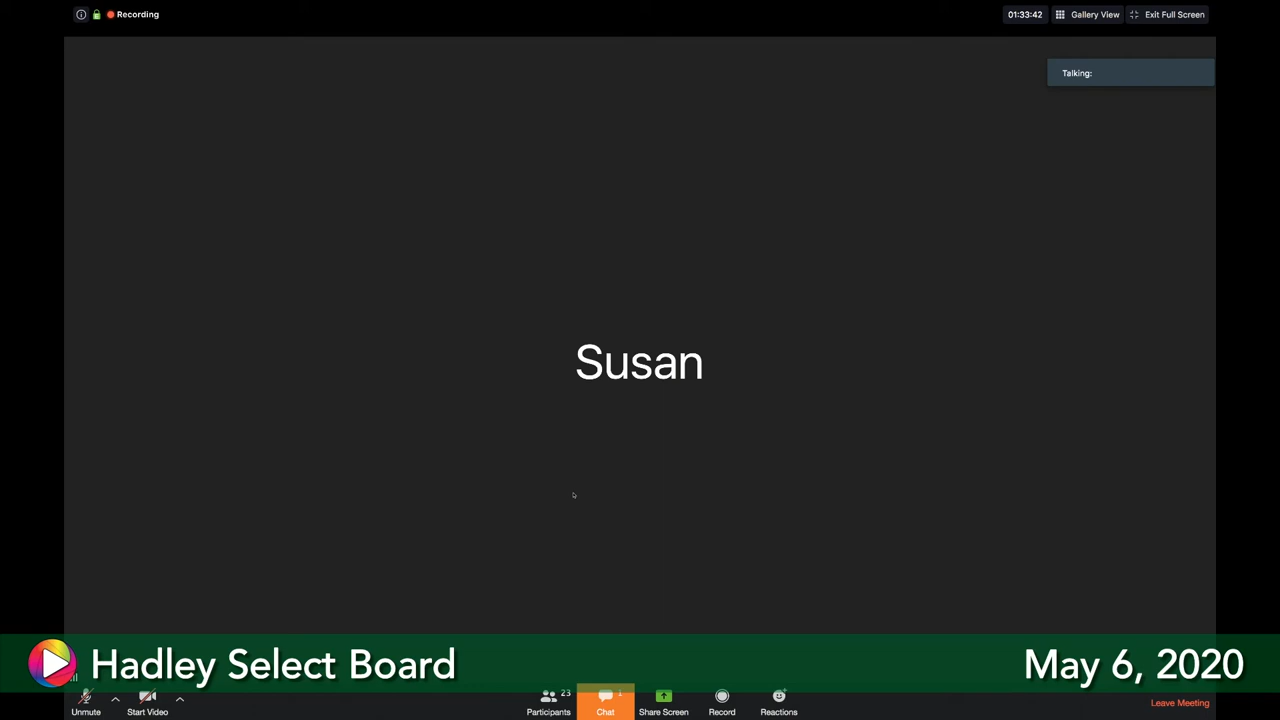 Recording
01:33:42
Gallery View
Exit Full Screen
Talking:
Susan
Hadley Select Board
May 6, 2020
Unmute
Start Video
23
Participants
1
Chat
Share Screen
Record
Reactions
Leave Meeting